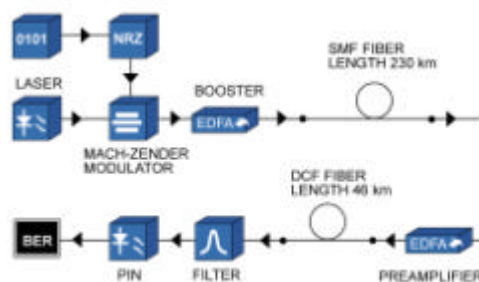 0101
NRZ
SMF FIBER
LENGTH 230 km
LASER
BOOSTER
EDFA
MACH-ZENDER
MODULATOR
DCF FIBER
LENGTH 46 km
BER
EDFA
PIN
FILTER
PREAMPLIFIER